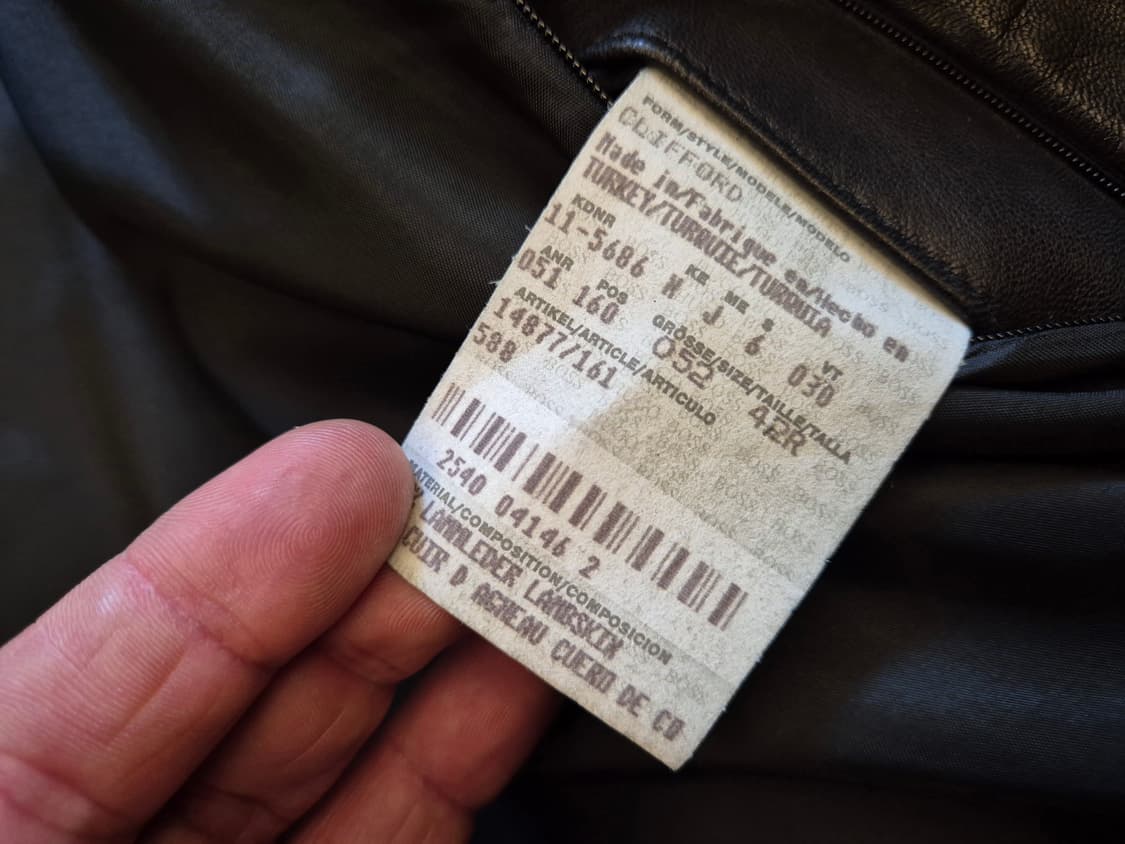 FORM/STYLE/MODELE/MODELO
CLIFFORD
Made in/Fabrique en/Hecho en
TURKEY/TURQUIE/TURQUIA
KDNR KE ME S VT
11-5686 N J 6 030
ANR POS GRÖSSE/SIZE/TAILLE/TALLA
051 160 052 42R
ARTIKEL/ARTICLE/ARTICULO
14877/161
588
2540 04146 2
MATERIAL/COMPOSITION/COMPOSICION
LAMMLEDER LAMBSKIN
CUIR D AGNEAU CUERO DE CO